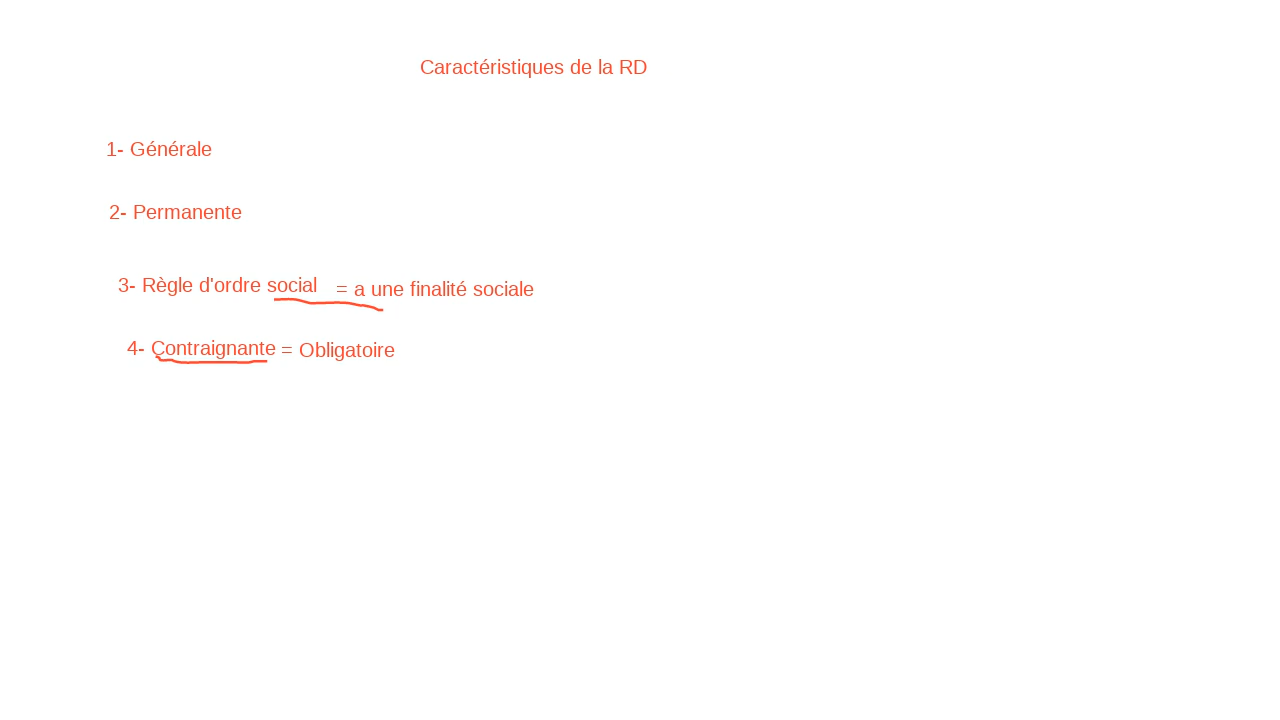 Caractéristiques de la RD
1- Générale
2- Permanente
3- Règle d'ordre social = a une finalité sociale
4- Contraignante = Obligatoire